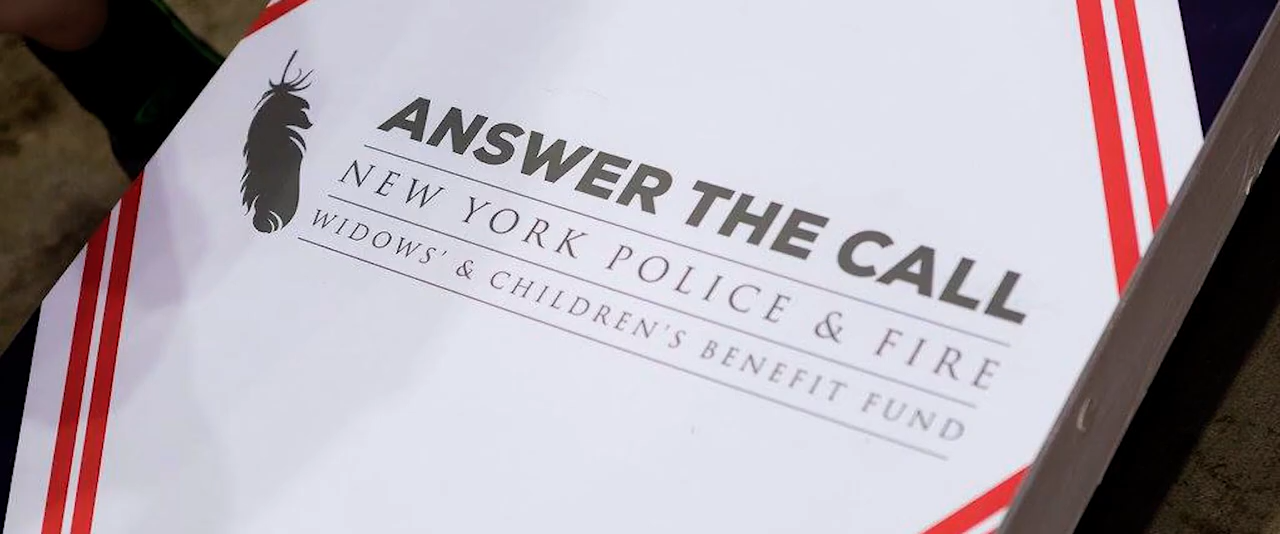 ANSWER THE CALL
NEW YORK POLICE & FIRE
WIDOWS' & CHILDREN'S BENEFIT FUND